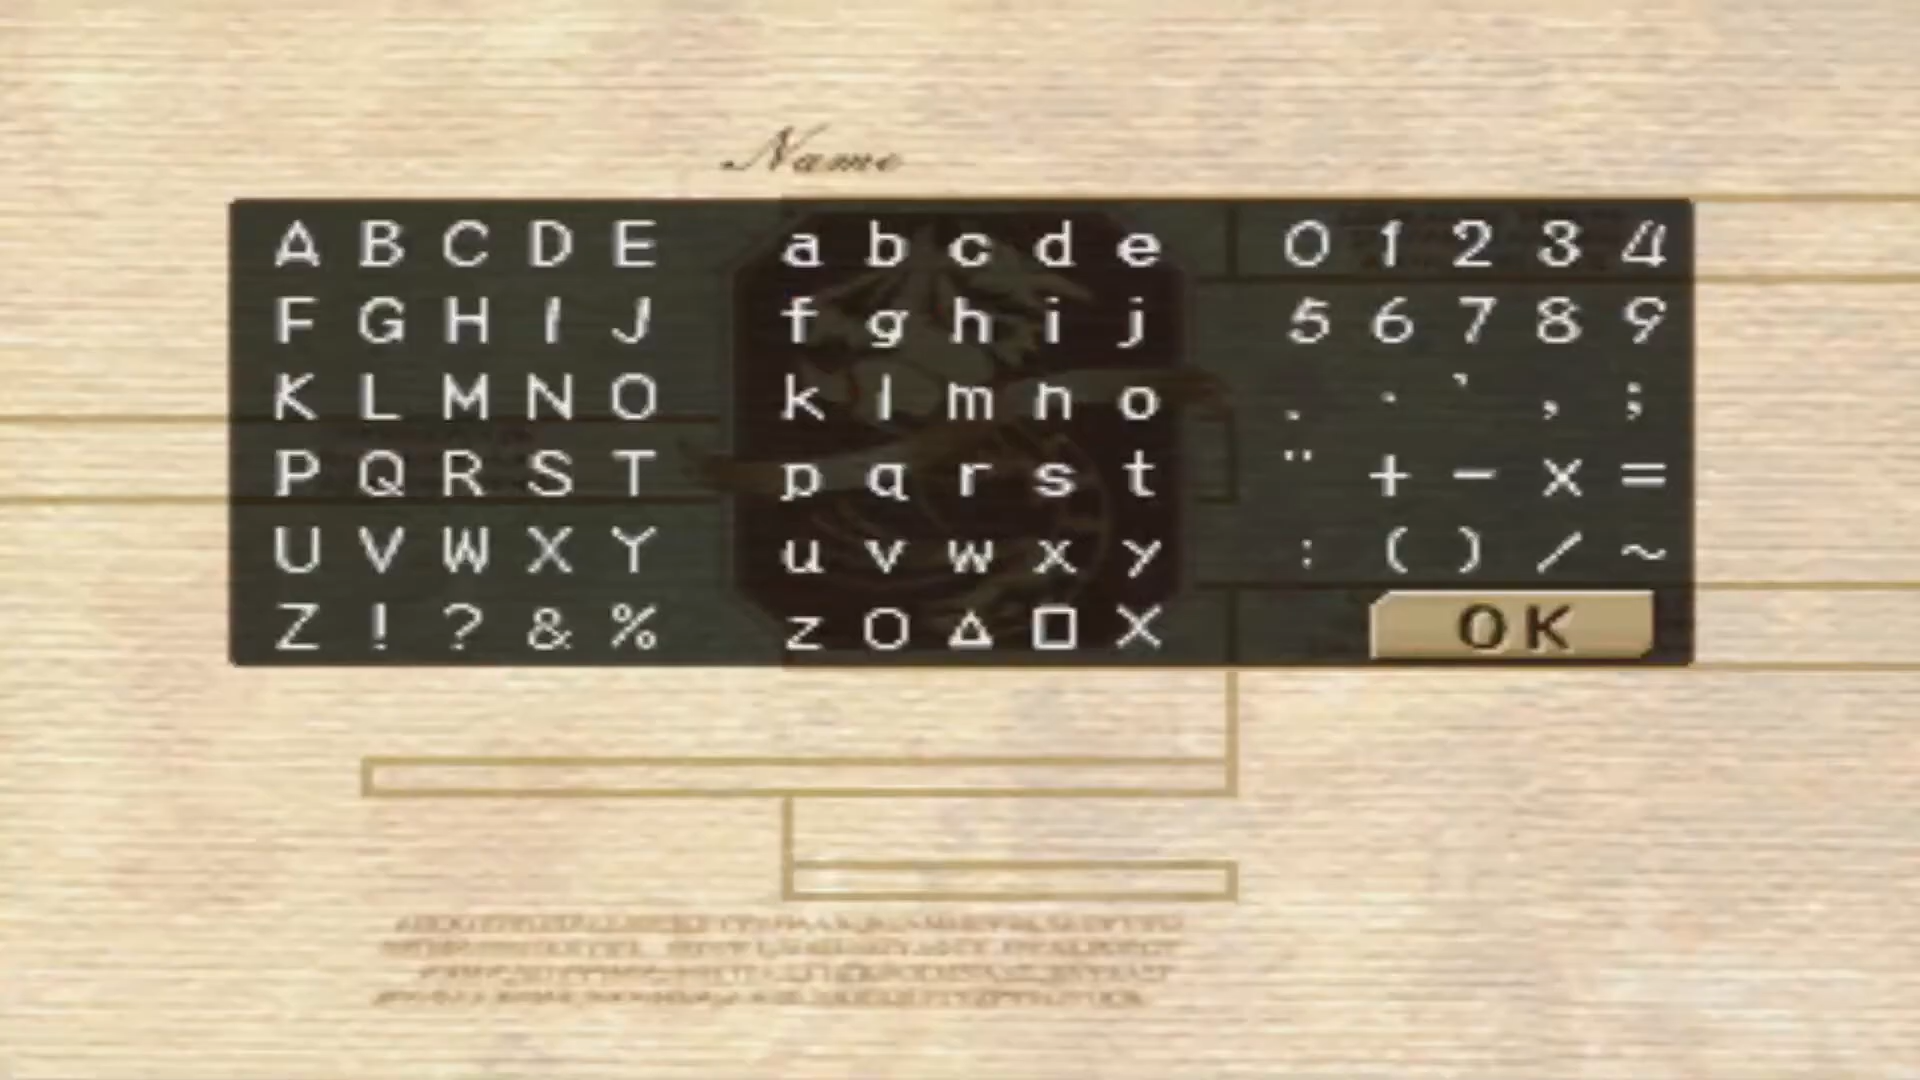 Name
A B C D E a b c d e 0 1 2 3 4
F G H I J f g h i j 5 6 7 8 9
K L M N O k l m n o . · ` , ;
P Q R S T p q r s t ¨ + − × =
U V W X Y u v w x y : ( ) / ~
Z ! ? & % z ○ △ □ ✕ OK